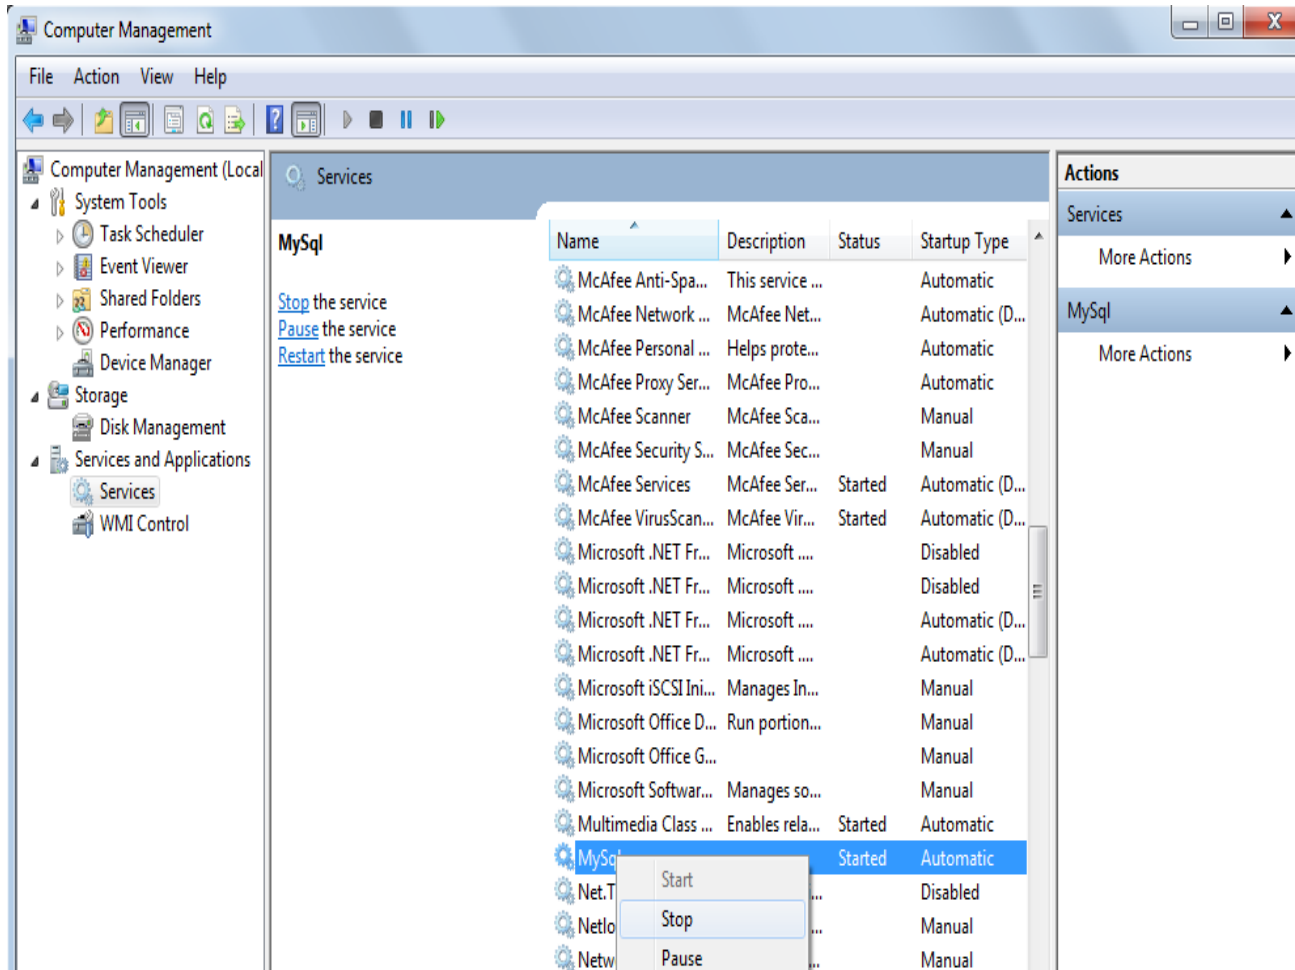 Computer Management
File Action View Help
Computer Management (Local
System Tools
Task Scheduler
Event Viewer
Shared Folders
Performance
Device Manager
Storage
Disk Management
Services and Applications
Services
WMI Control
Services
MySql
Stop the service
Pause the service
Restart the service
Name Description Status Startup Type
McAfee Anti-Spa... This service ... Automatic
McAfee Network ... McAfee Net... Automatic (D...
McAfee Personal ... Helps prote... Automatic
McAfee Proxy Ser... McAfee Pro... Automatic
McAfee Scanner McAfee Sca... Manual
McAfee Security S... McAfee Sec... Manual
McAfee Services McAfee Ser... Started Automatic (D...
McAfee VirusScan... McAfee Vir... Started Automatic (D...
Microsoft .NET Fr... Microsoft .... Disabled
Microsoft .NET Fr... Microsoft .... Disabled
Microsoft .NET Fr... Microsoft .... Automatic (D...
Microsoft .NET Fr... Microsoft .... Automatic (D...
Microsoft iSCSI Ini... Manages In... Manual
Microsoft Office D... Run portion... Manual
Microsoft Office G... Manual
Microsoft Softwar... Manages so... Manual
Multimedia Class ... Enables rela... Started Automatic
MySql Started Automatic
Net.T ... Disabled
Netlo ... Manual
Netw ... Manual
Start
Stop
Pause
Actions
Services
More Actions
MySql
More Actions